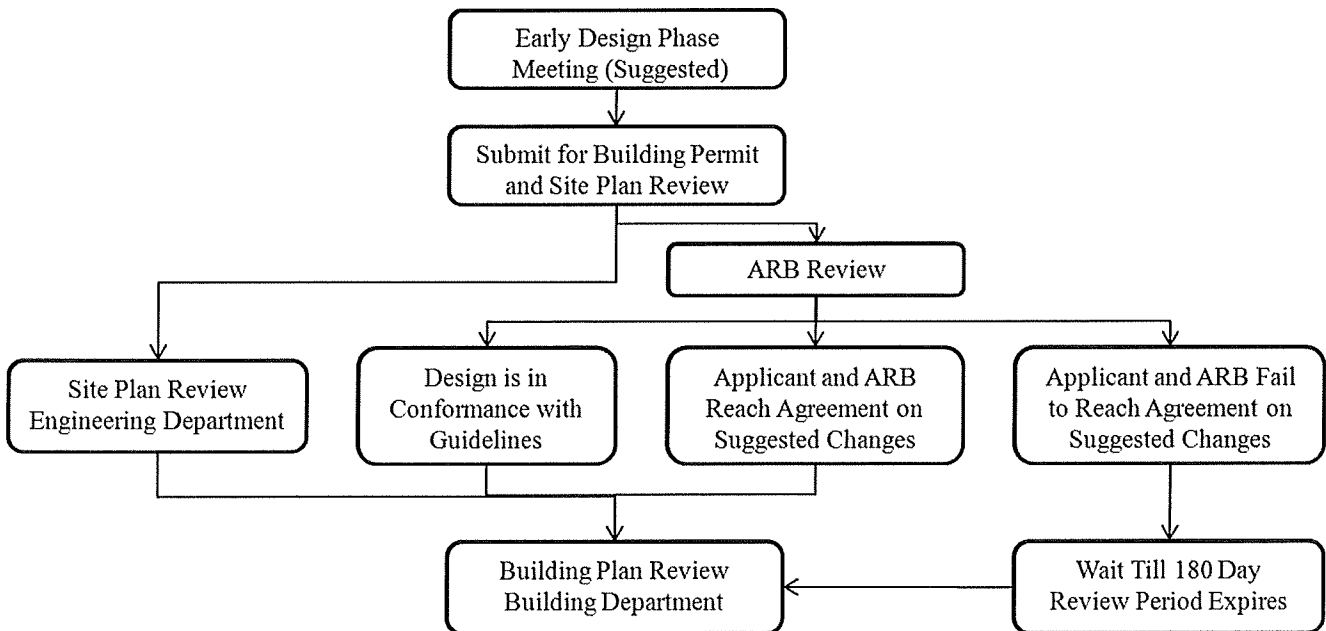 Early Design Phase
Meeting (Suggested)
Submit for Building Permit
and Site Plan Review
ARB Review
Site Plan Review
Engineering Department
Design is in
Conformance with
Guidelines
Applicant and ARB
Reach Agreement on
Suggested Changes
Applicant and ARB Fail
to Reach Agreement on
Suggested Changes
Building Plan Review
Building Department
Wait Till 180 Day
Review Period Expires